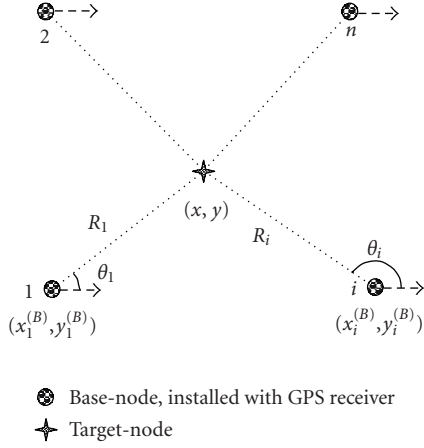 2
n
(x, y)
R₁
Rᵢ
θ₁
θᵢ
1
i
(x₁⁽ᴮ⁾, y₁⁽ᴮ⁾)
(xᵢ⁽ᴮ⁾, yᵢ⁽ᴮ⁾)
Base-node, installed with GPS receiver
Target-node